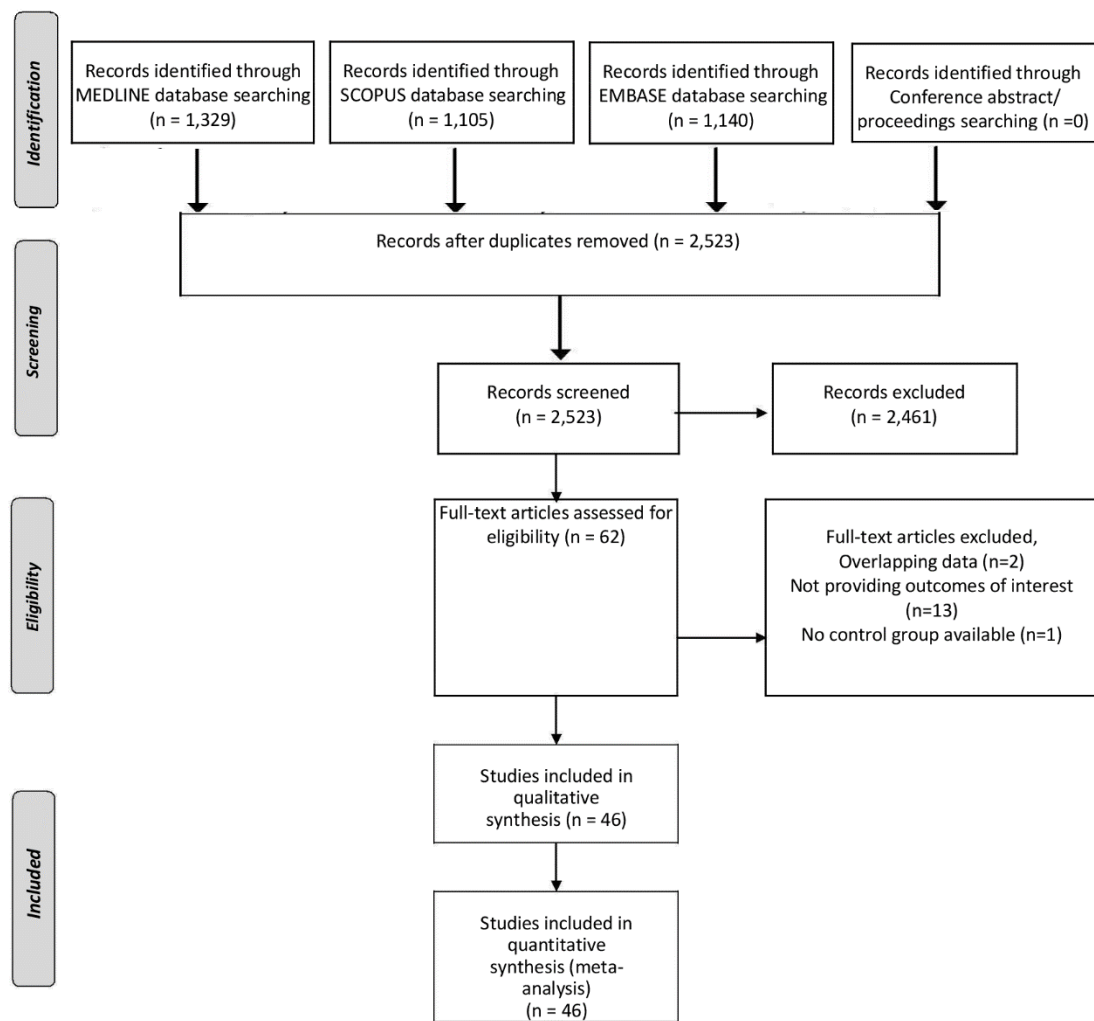 Identification
Records identified through
MEDLINE database searching
(n = 1,329)
Records identified through
SCOPUS database searching
(n = 1,105)
Records identified through
EMBASE database searching
(n = 1,140)
Records identified through
Conference abstract/
proceedings searching (n =0)
Records after duplicates removed (n = 2,523)
Screening
Records screened
(n = 2,523)
Records excluded
(n = 2,461)
Eligibility
Full-text articles assessed for
eligibility (n = 62)
Full-text articles excluded,
Overlapping data (n=2)
Not providing outcomes of interest
(n=13)
No control group available (n=1)
Included
Studies included in
qualitative
synthesis (n = 46)
Studies included in
quantitative
synthesis (meta-
analysis)
(n = 46)